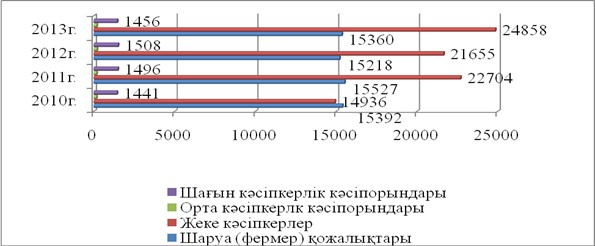 2013г. 1456 24858
15360
2012г. 1508 21655
15218
2011г. 1496 22704
15527
2010г. 1441 14936
15392
0 5000 10000 15000 20000 25000
Шағын кәсіпкерлік кәсіпорындары
Орта кәсіпкерлк кәсіпорындары
Жеке кәсіпкерлер
Шаруа (фермер) қожалықтары